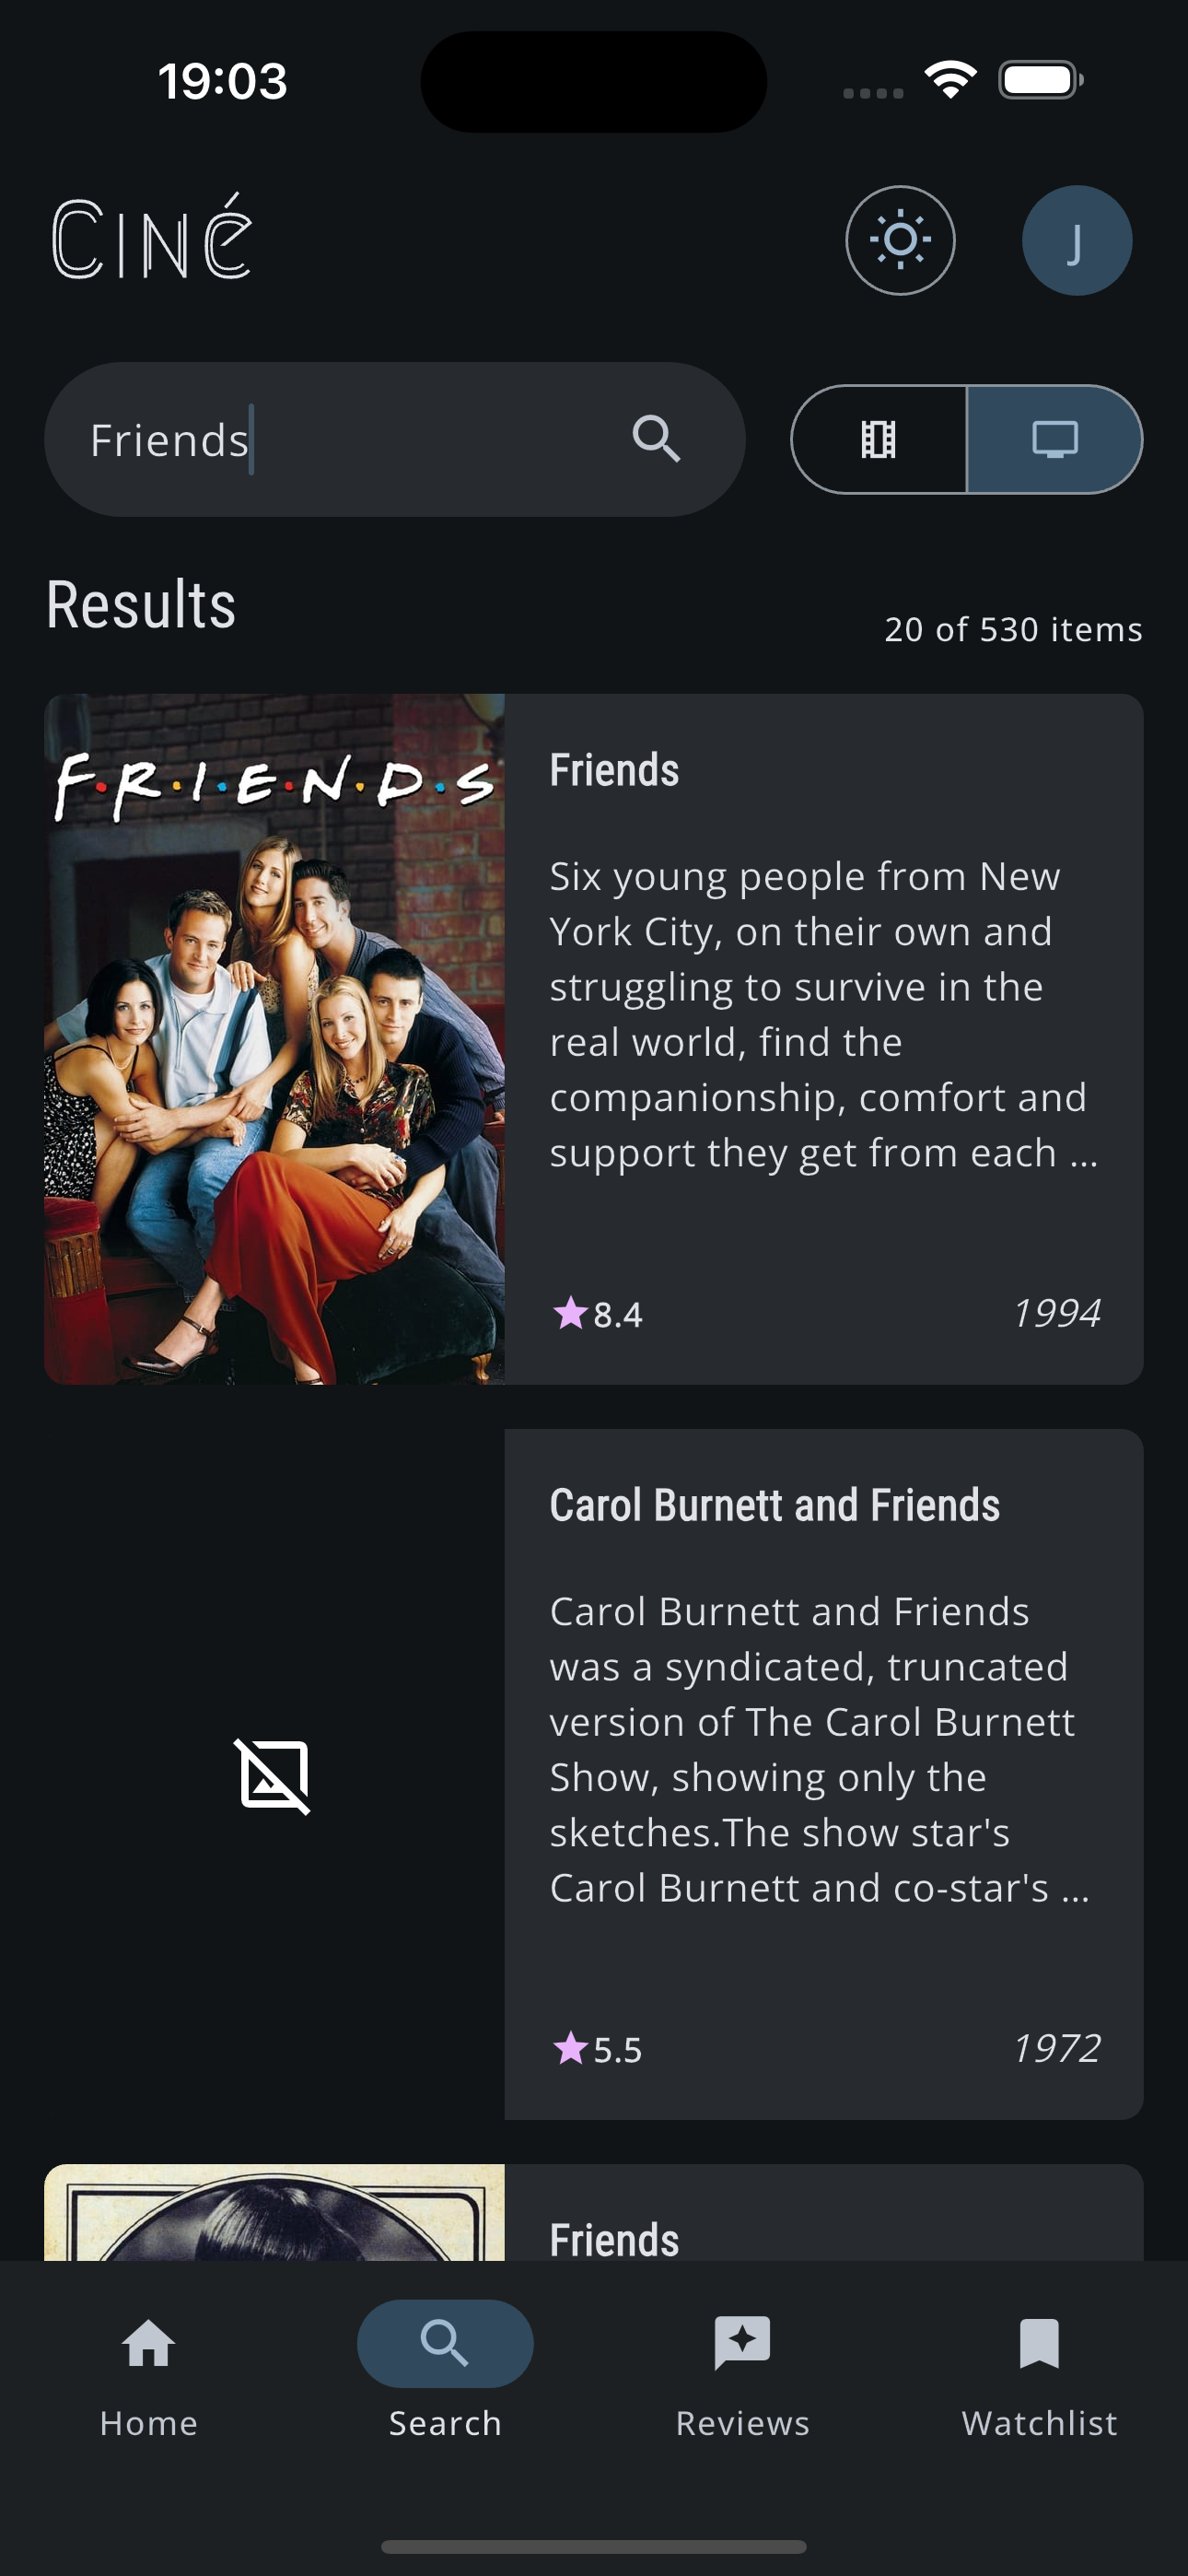 19:03
Ciné
J
Friends
Results
20 of 530 items
F·R·I·E·N·D·S
Friends
Six young people from New
York City, on their own and
struggling to survive in the
real world, find the
companionship, comfort and
support they get from each ...
8.4
1994
Carol Burnett and Friends
Carol Burnett and Friends
was a syndicated, truncated
version of The Carol Burnett
Show, showing only the
sketches.The show star's
Carol Burnett and co-star's ...
5.5
1972
Friends
Home
Search
Reviews
Watchlist